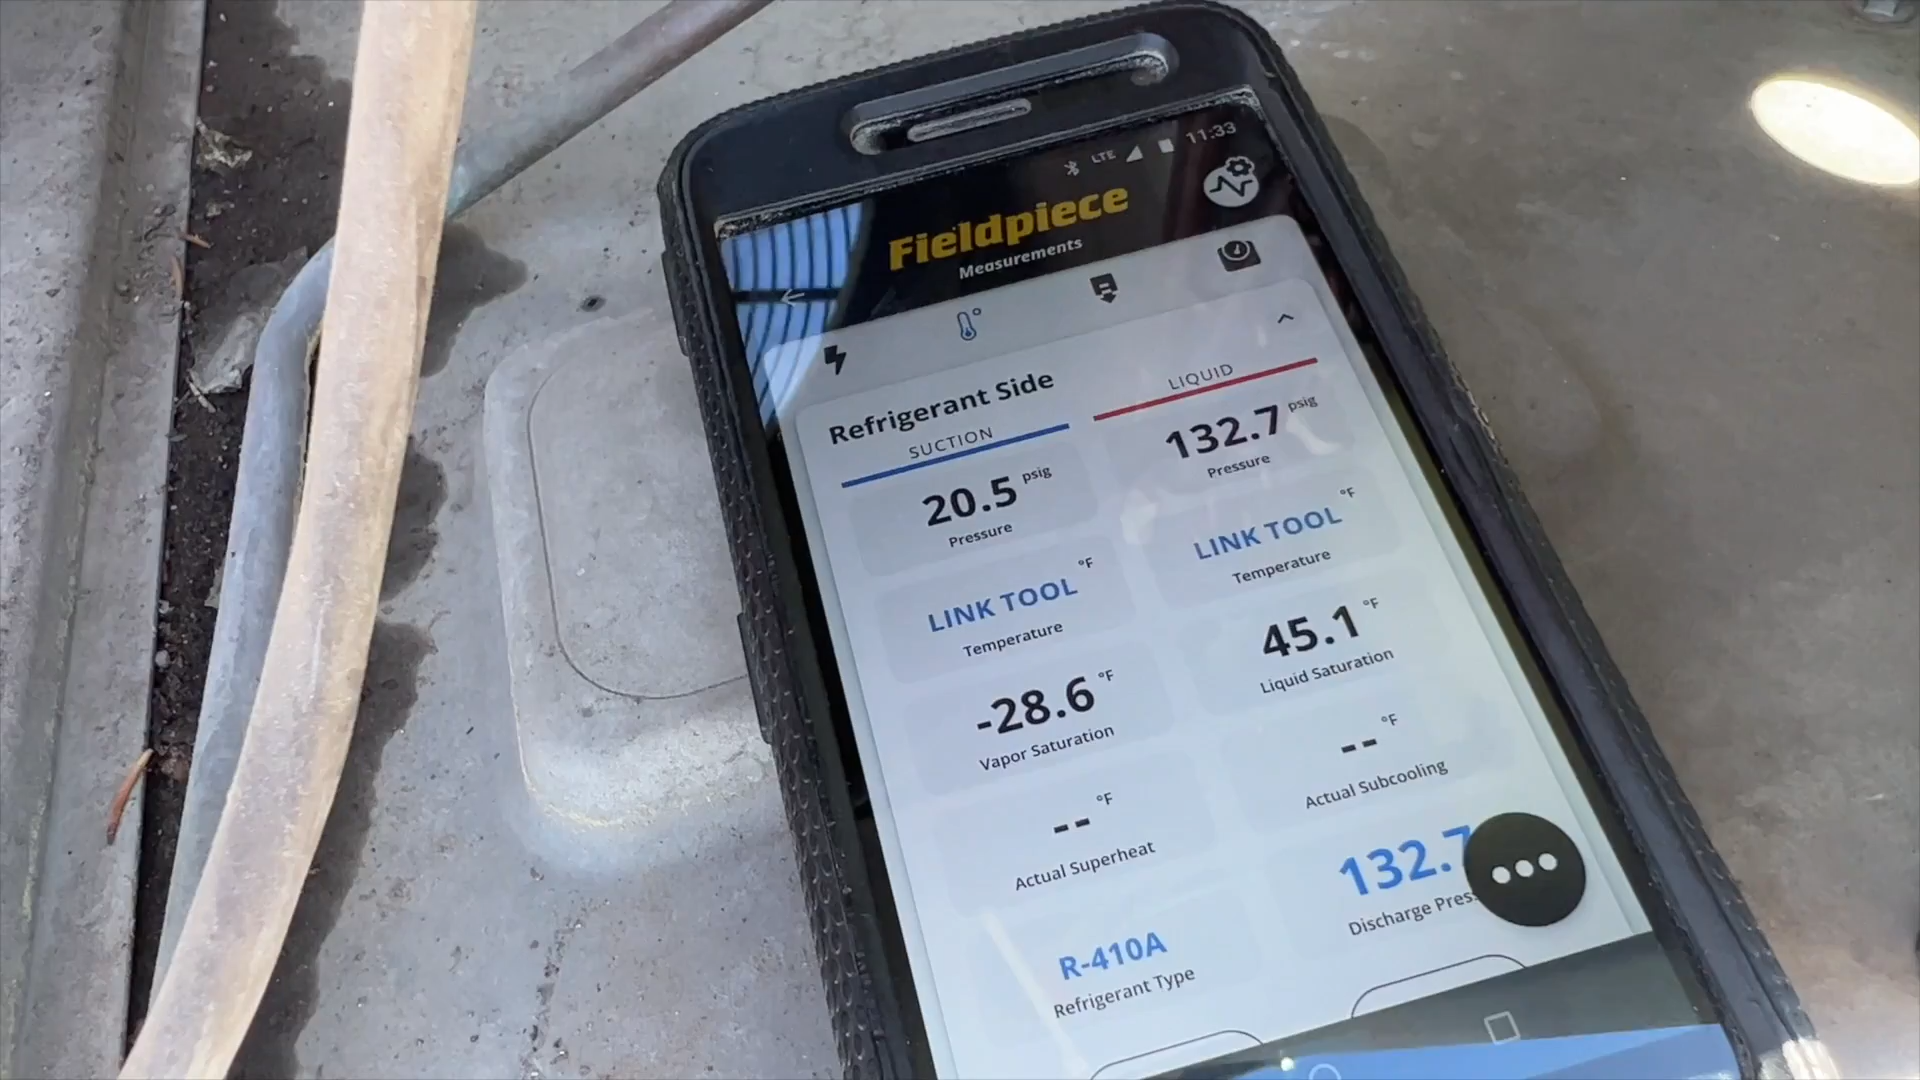 LTE 11:33
Fieldpiece
Measurements
Refrigerant Side
SUCTION
LIQUID
20.5 psig
Pressure
132.7 psig
Pressure
LINK TOOL °F
Temperature
LINK TOOL °F
Temperature
-28.6 °F
Vapor Saturation
45.1 °F
Liquid Saturation
-- °F
Actual Superheat
-- °F
Actual Subcooling
R-410A
Refrigerant Type
132.7
Discharge Press